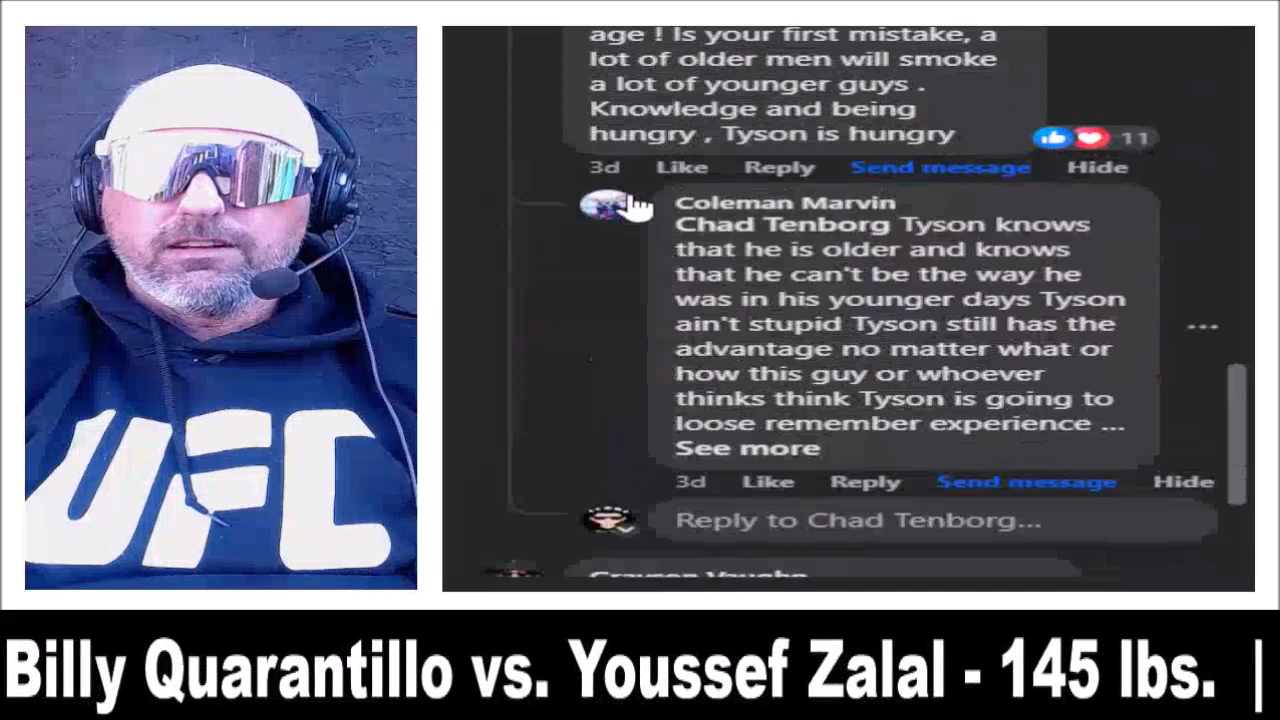 age ! Is your first mistake, a
lot of older men will smoke
a lot of younger guys .
Knowledge and being
hungry , Tyson is hungry
11
3d Like Reply Send message Hide
Coleman Marvin
Chad Tenborg Tyson knows
that he is older and knows
that he can't be the way he
was in his younger days Tyson
ain't stupid Tyson still has the
advantage no matter what or
how this guy or whoever
thinks think Tyson is going to
loose remember experience ...
See more
3d Like Reply Send message Hide
Reply to Chad Tenborg...
Grayson Vaughn
UFC
Billy Quarantillo vs. Youssef Zalal - 145 lbs. |